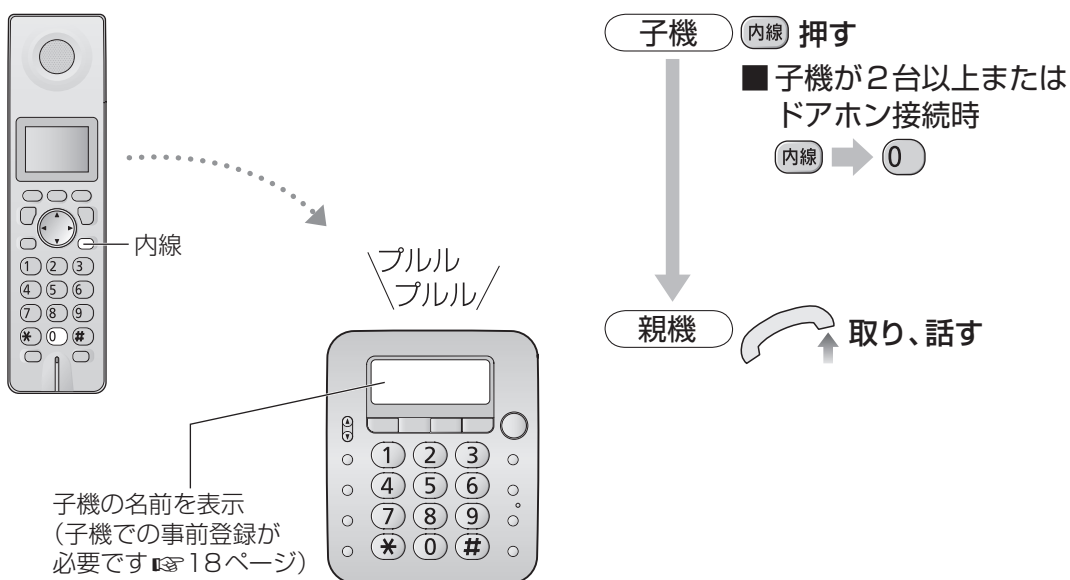 内線
1 2 3
4 5 6
7 8 9
* 0 #
プルル
プルル
1 2 3
4 5 6
7 8 9
* 0 #
子機の名前を表示
(子機での事前登録が
必要です☞18ページ)
子機 内線 押す
■子機が2台以上または
ドアホン接続時
内線 0
親機 取り、話す